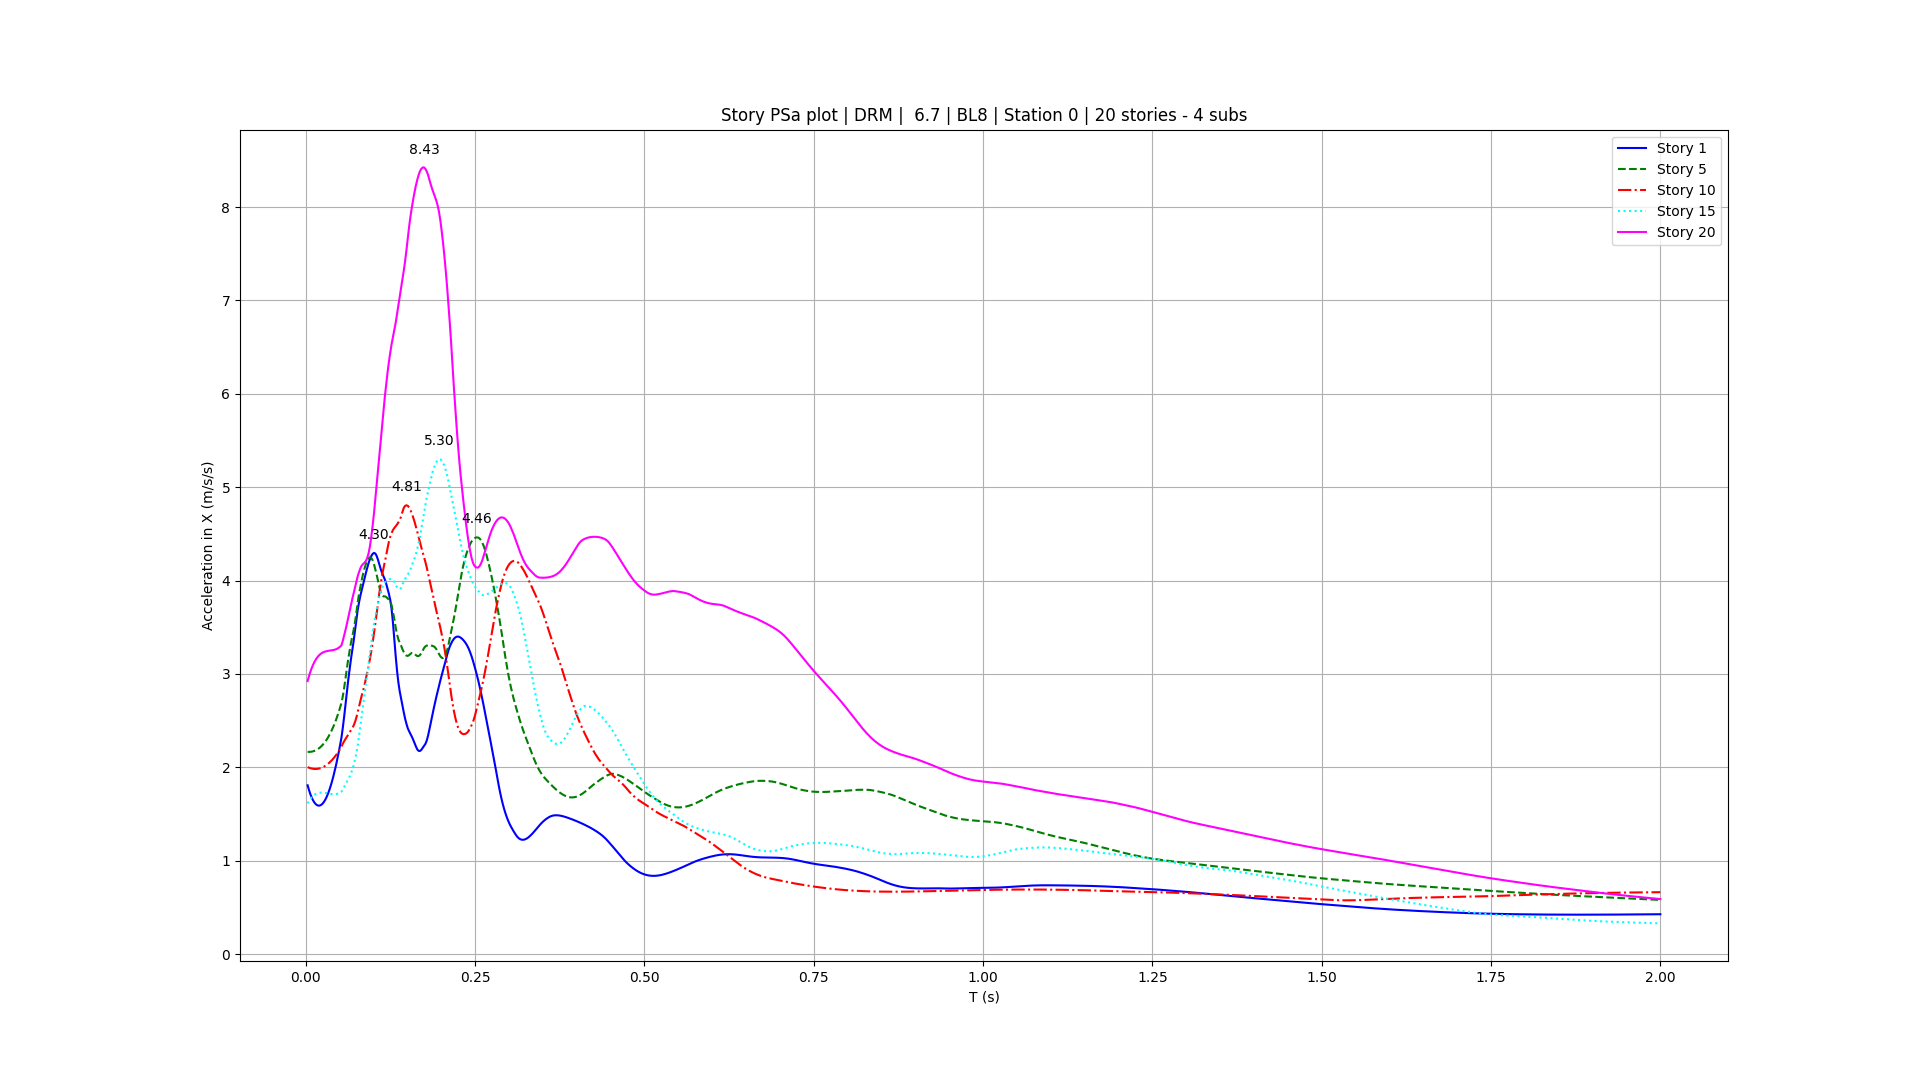 Story PSa plot | DRM |  6.7 | BL8 | Station 0 | 20 stories - 4 subs
8.43
5.30
4.81
4.46
4.30
Story 1
Story 5
Story 10
Story 15
Story 20
Acceleration in X (m/s/s)
8
7
6
5
4
3
2
1
0
0.00 0.25 0.50 0.75 1.00 1.25 1.50 1.75 2.00
T (s)